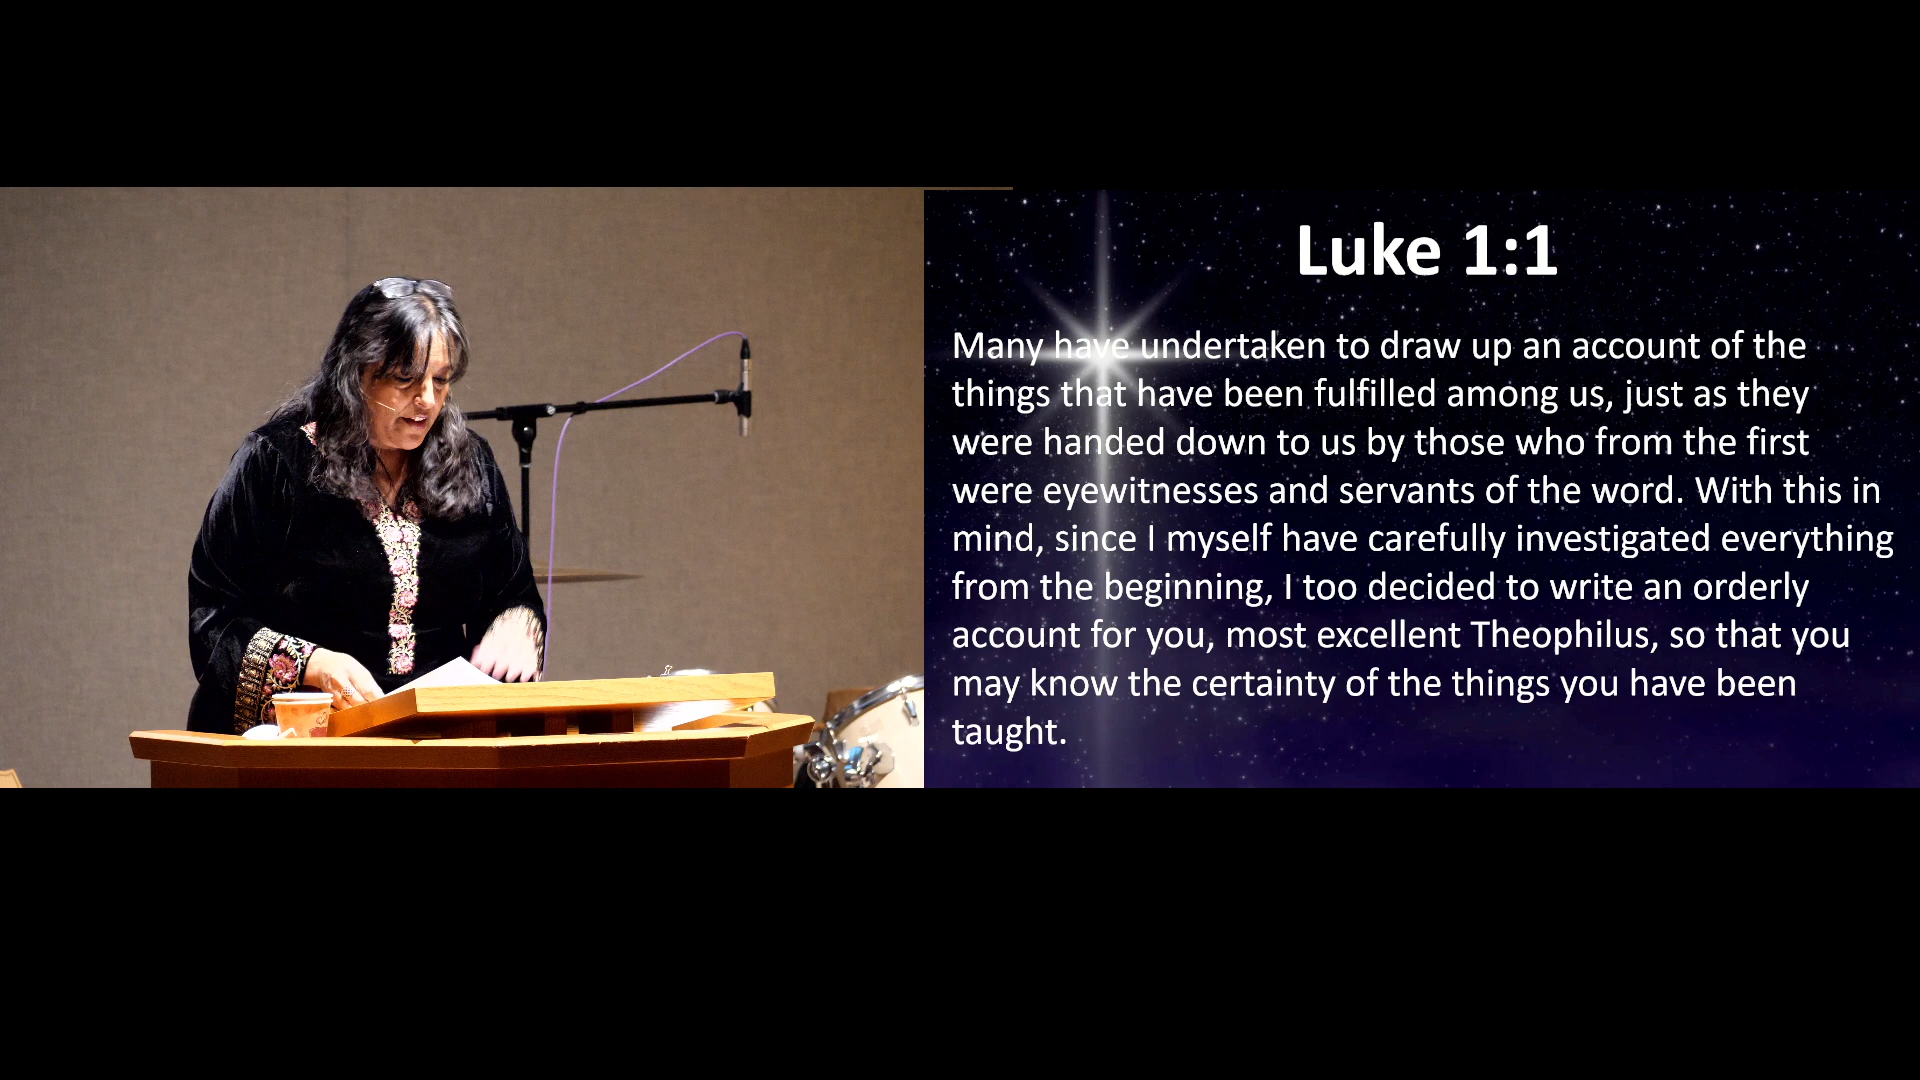 Luke 1:1
Many have undertaken to draw up an account of the
things that have been fulfilled among us, just as they
were handed down to us by those who from the first
were eyewitnesses and servants of the word. With this in
mind, since I myself have carefully investigated everything
from the beginning, I too decided to write an orderly
account for you, most excellent Theophilus, so that you
may know the certainty of the things you have been
taught.